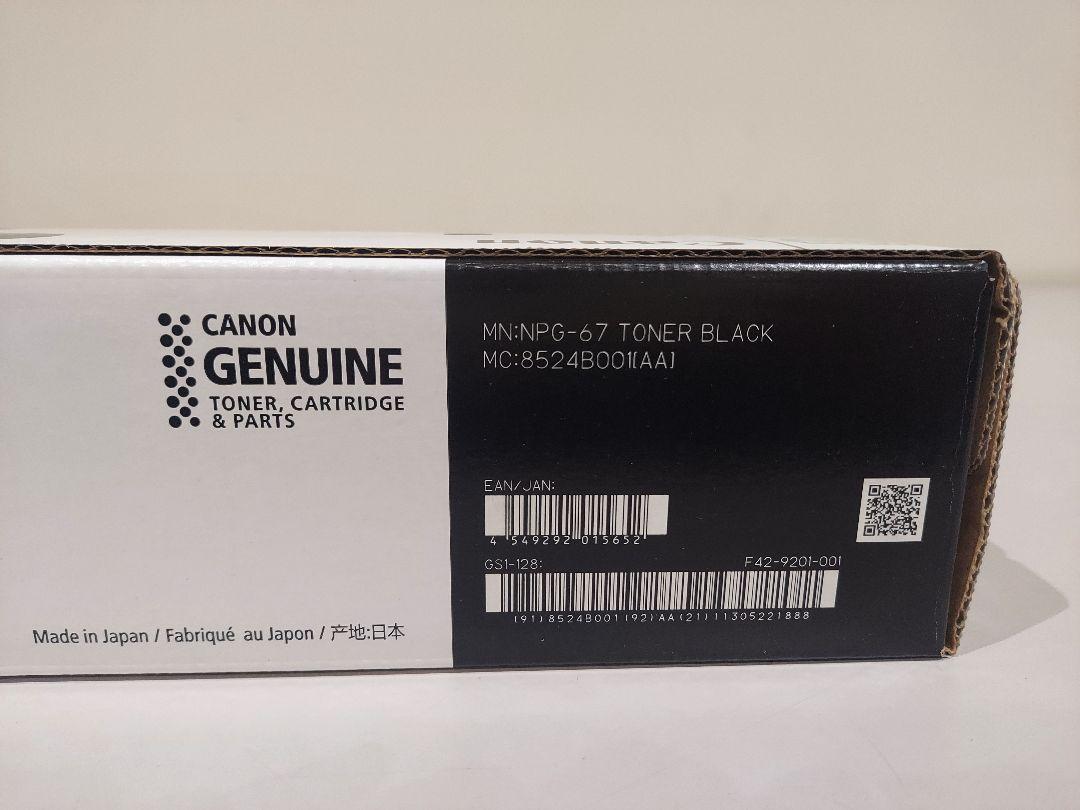 CANON
GENUINE
TONER, CARTRIDGE
& PARTS
Made in Japan / Fabriqué au Japon / 产地:日本
MN:NPG-67 TONER BLACK
MC:8524B001[AA]
EAN/JAN:
4 549292 015652
GS1-128:
F42-9201-001
(91)8524B001(92)AA(21)11305221888